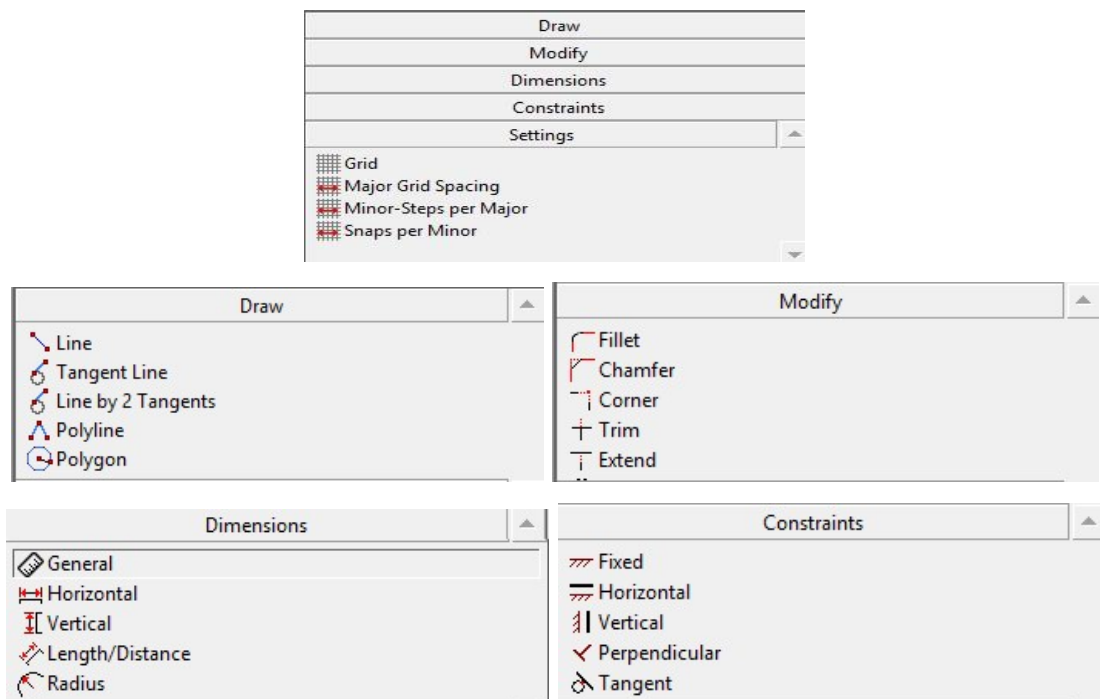 Draw
Modify
Dimensions
Constraints
Settings
Grid
Major Grid Spacing
Minor-Steps per Major
Snaps per Minor
Draw
Line
Tangent Line
Line by 2 Tangents
Polyline
Polygon
Modify
Fillet
Chamfer
Corner
Trim
Extend
Dimensions
General
Horizontal
Vertical
Length/Distance
Radius
Constraints
Fixed
Horizontal
Vertical
Perpendicular
Tangent